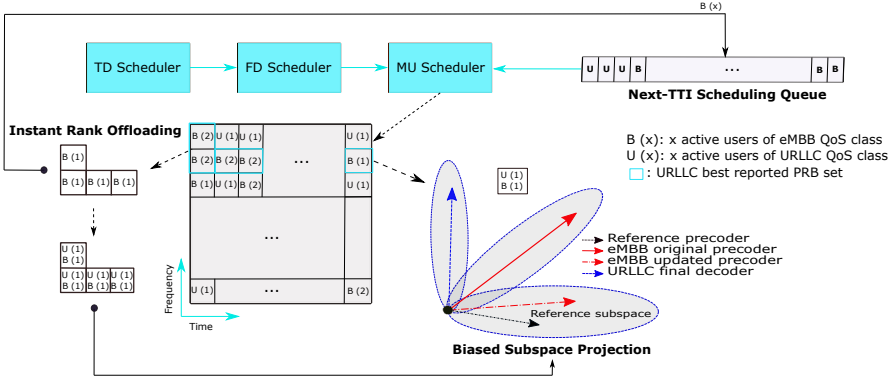 B (x)
TD Scheduler
FD Scheduler
MU Scheduler
U U U B ... B B
Next-TTI Scheduling Queue
Instant Rank Offloading
B (2) U (1) U (1) U (1)
B (2) B (2) B (2) ... B (1)
B (1) U (1) B (2) U (1)
...
U (1) ... B (2)
Frequency
Time
B (1)
B (1) B (1) B (1)
U (1)
B (1)
U (1) U (1) U (1)
B (1) B (1) B (1)
B (x): x active users of eMBB QoS class
U (x): x active users of URLLC QoS class
: URLLC best reported PRB set
U (1)
B (1)
Reference precoder
eMBB original precoder
eMBB updated precoder
URLLC final decoder
Reference subspace
Biased Subspace Projection